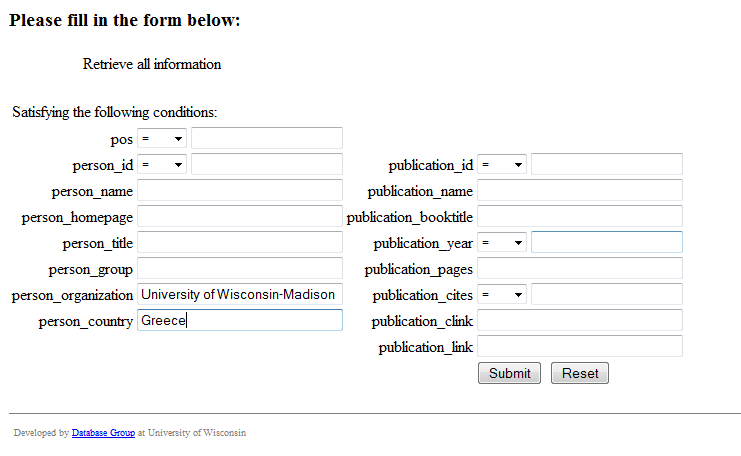 Please fill in the form below:
Retrieve all information
Satisfying the following conditions:
pos =
person_id = publication_id =
person_name publication_name
person_homepage publication_booktitle
person_title publication_year =
person_group publication_pages
person_organization University of Wisconsin-Madison publication_cites =
person_country Greece publication_clink
publication_link
Submit Reset
Developed by Database Group at University of Wisconsin